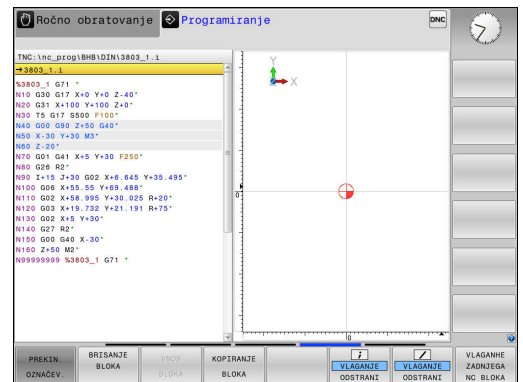 Ročno obratovanje
Programiranje
DNC
TNC:\nc_prog\BHB\DIN\3803_1.i
→3803_1.i
%3803_1 G71 *
N10 G30 G17 X+0 Y+0 Z-40*
N20 G31 X+100 Y+100 Z+0*
N30 T5 G17 S500 F100*
N40 G00 G90 Z+50 G40*
N50 X-30 Y+30 M3*
N60 Z-20*
N70 G01 G41 X+5 Y+30 F250*
N80 G26 R2*
N90 I+15 J+30 G02 X+6.645 Y+35.495*
N100 G06 X+55.55 Y+69.488*
N110 G02 X+58.995 Y+30.025 R+20*
N120 G03 X+19.732 Y+21.191 R+75*
N130 G02 X+5 Y+30*
N140 G27 R2*
N150 G00 G40 X-30*
N160 Z+50 M2*
N99999999 %3803_1 G71 *
Y
X
0
0
PREKIN.
OZNAČEV.
BRISANJE
BLOKA
VNOS
BLOKA
KOPIRANJE
BLOKA
VLAGANJE
ODSTRANI
VLAGANJE
ODSTRANI
VLAGANHE
ZADNJEGA
NC BLOKA